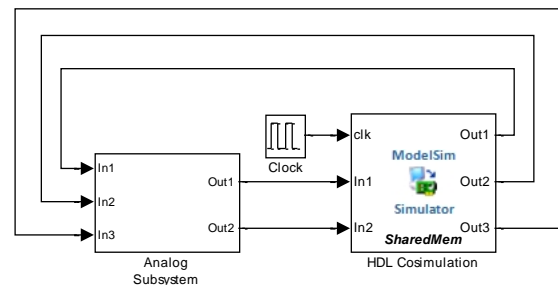 clk
Out1
ModelSim
Clock
In1
In1
Out1
Out2
In2
Simulator
Out2
In2
In3
SharedMem
Out3
Analog
Subsystem
HDL Cosimulation